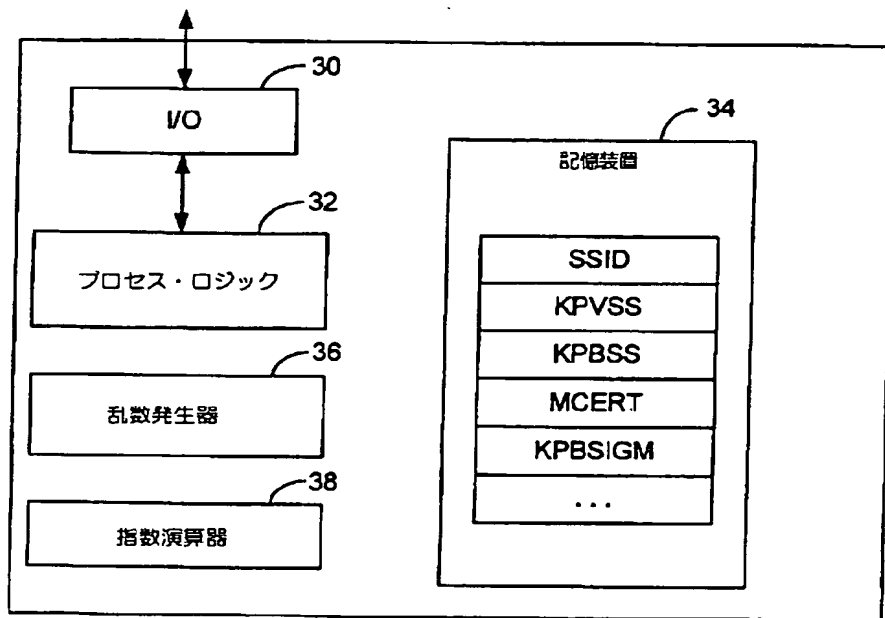 30
I/O
32
プロセス・ロジック
36
乱数発生器
38
指数演算器
34
記憶装置
SSID
KPVSS
KPBSS
MCERT
KPBSIGM
...